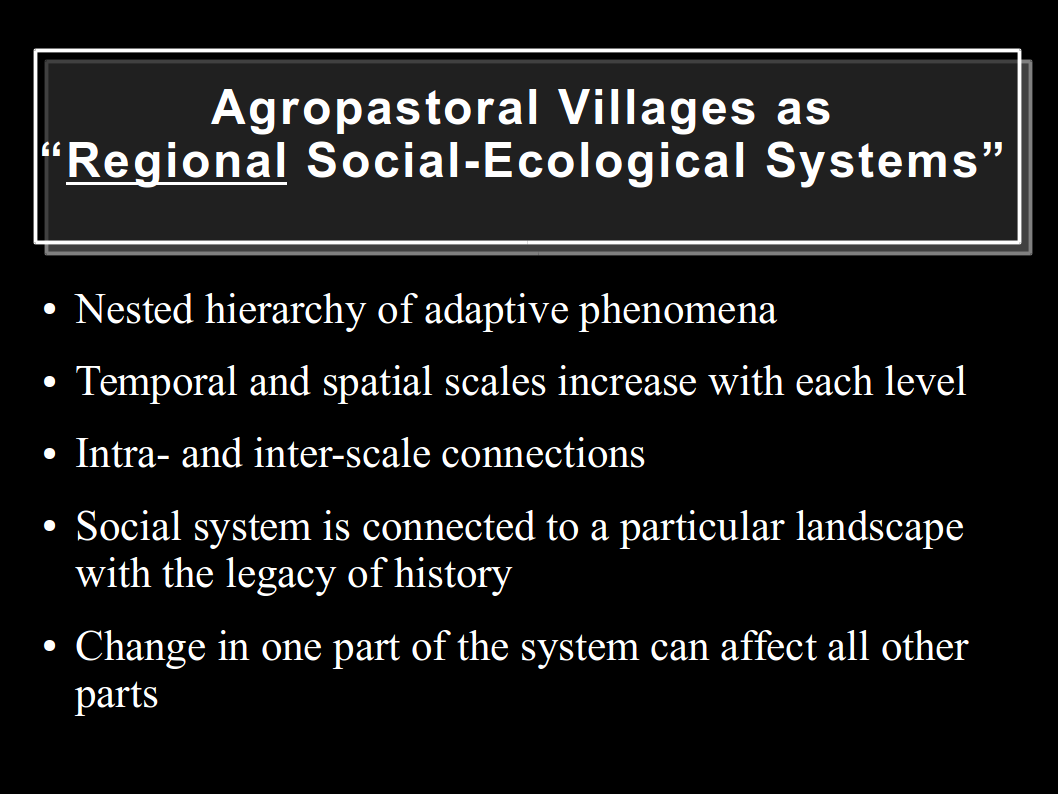 Agropastoral Villages as
“Regional Social-Ecological Systems”
• Nested hierarchy of adaptive phenomena
• Temporal and spatial scales increase with each level
• Intra- and inter-scale connections
• Social system is connected to a particular landscape
with the legacy of history
• Change in one part of the system can affect all other
parts